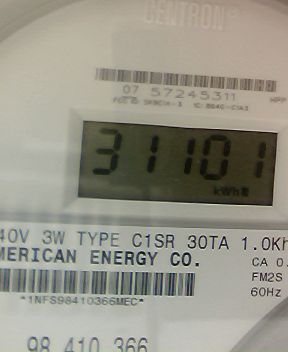 CENTRON®
07 57245311
31101
kWh
40V 3W TYPE C1SR 30TA 1.0Kh
MERICAN ENERGY CO.
CA 0.
FM2S
60Hz
*1NFS98410366MEC*
98 410 366